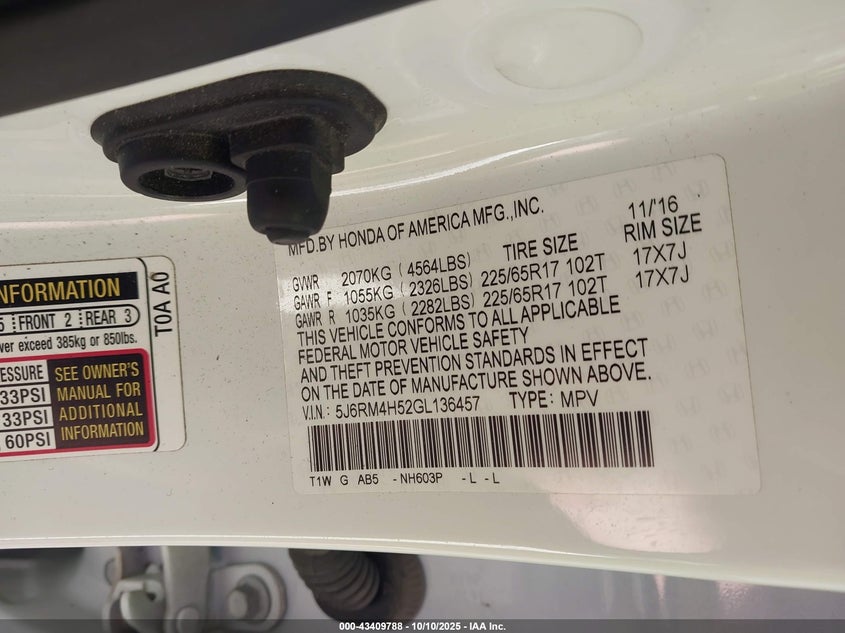 NFORMATION
5 FRONT 2 REAR 3
ver exceed 385kg or 850lbs.
PRESSURE
33PSI
33PSI
60PSI
SEE OWNER'S
MANUAL FOR
ADDITIONAL
INFORMATION
T0A A0
MFD.BY HONDA OF AMERICA MFG.,INC. 11/'16
TIRE SIZE RIM SIZE
GVWR 2070KG ( 4564LBS)
GAWR F 1055KG ( 2326LBS) 225/65R17 102T 17X7J
GAWR R 1035KG ( 2282LBS) 225/65R17 102T 17X7J
THIS VEHICLE CONFORMS TO ALL APPLICABLE
FEDERAL MOTOR VEHICLE SAFETY
AND THEFT PREVENTION STANDARDS IN EFFECT
ON THE DATE OF MANUFACTURE SHOWN ABOVE.
V.I.N: 5J6RM4H52GL136457 TYPE: MPV
T1W G AB5 - NH603P - L - L
000-43409788 - 10/10/2025 - IAA Inc.